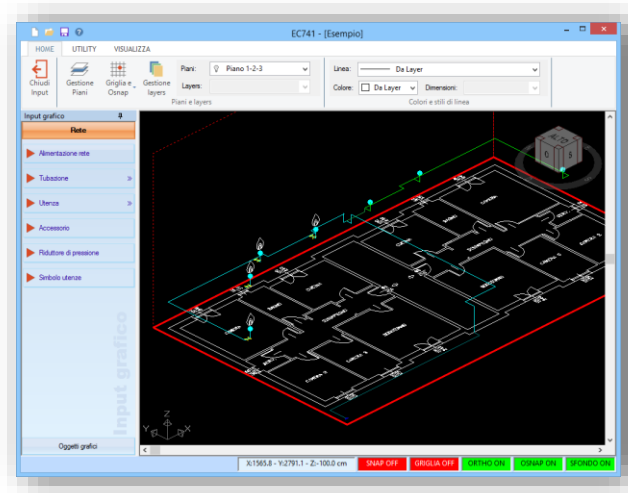 EC741 - [Esempio]
HOME UTILITY VISUALIZZA
Chiudi Input
Gestione Piani
Griglia e Osnap
Gestione layers
Piani: Piano 1-2-3
Layers:
Piani e layers
Linea: Da Layer
Colore: Da Layer Dimensioni:
Colori e stili di linea
Input grafico
Rete
Alimentazione rete
Tubazione »
Utenza »
Accessorio
Riduttore di pressione
Simbolo utenze
Input grafico
Oggetti grafici
Z
Y X
X:1565.8 - Y:2791.1 - Z:-100.0 cm SNAP OFF GRIGLIA OFF ORTHO ON OSNAP ON SFONDO ON